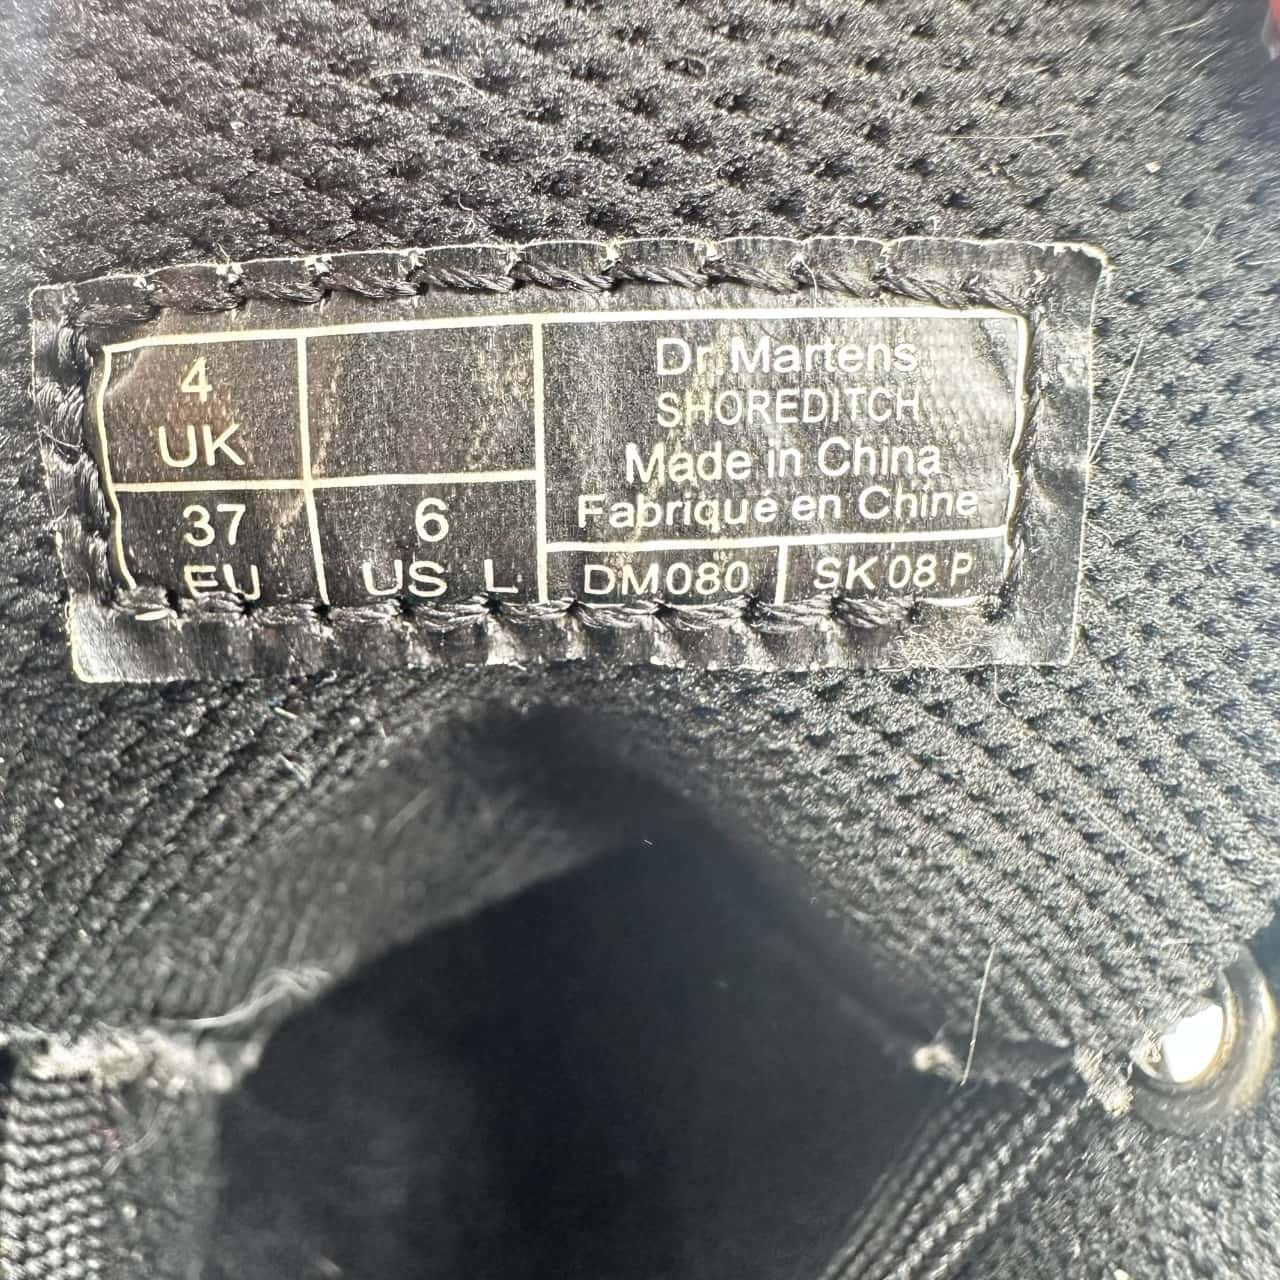 4
UK
37
EU
6
US L
Dr. Martens
SHOREDITCH
Made in China
Fabriqué en Chine
DM080
SK 08 P